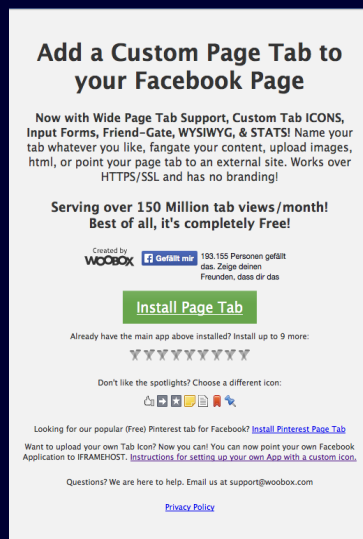 Add a Custom Page Tab to
your Facebook Page
Now with Wide Page Tab Support, Custom Tab ICONS,
Input Forms, Friend-Gate, WYSIWYG, & STATS! Name your
tab whatever you like, fangate your content, upload images,
html, or point your page tab to an external site. Works over
HTTPS/SSL and has no branding!
Serving over 150 Million tab views/month!
Best of all, it's completely Free!
Created by
WOOBOX
f Gefällt mir
193.155 Personen gefällt
das. Zeige deinen
Freunden, dass dir das
Install Page Tab
Already have the main app above installed? Install up to 9 more:
Don't like the spotlights? Choose a different icon:
Looking for our popular (Free) Pinterest tab for Facebook? Install Pinterest Page Tab
Want to upload your own Tab Icon? Now you can! You can now point your own Facebook
Application to IFRAMEHOST. Instructions for setting up your own App with a custom icon.
Questions? We are here to help. Email us at support@woobox.com
Privacy Policy